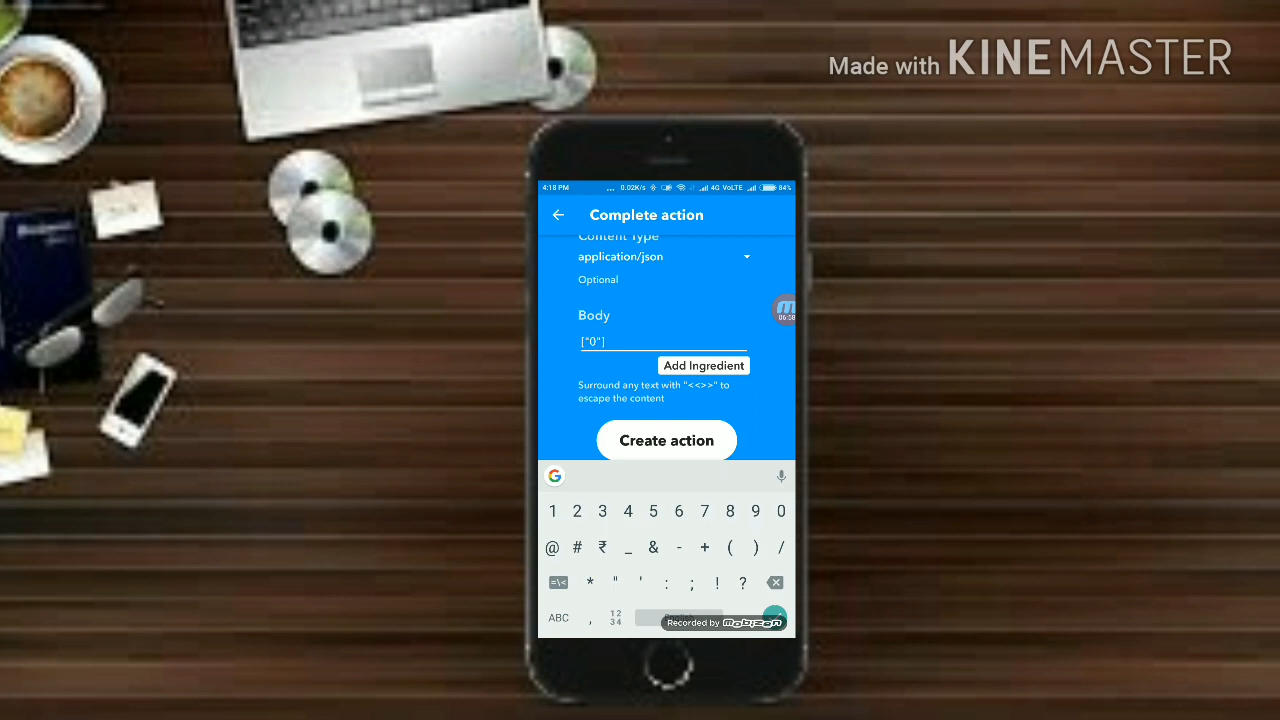 Made with KINEMASTER
4:18 PM ... 0.02K/s 4G VoLTE 84%
Complete action
Content Type
application/json
Optional
06:58
Body
["0"]
Add Ingredient
Surround any text with "<<>>" to
escape the content
Create action
G
1 2 3 4 5 6 7 8 9 0
@ # ₹ _ & - + ( ) /
=\< * " ' : ; ! ?
ABC , 12 34
Recorded by mobizen